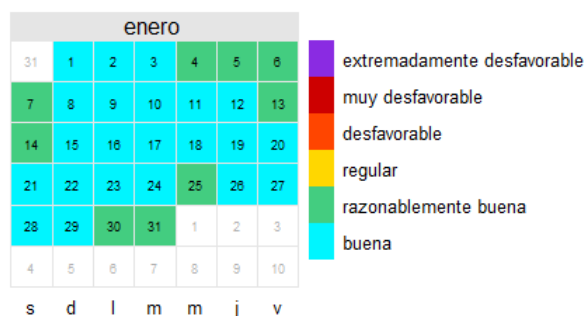 enero
31 1 2 3 4 5 6
7 8 9 10 11 12 13
14 15 16 17 18 19 20
21 22 23 24 25 26 27
28 29 30 31 1 2 3
4 5 6 7 8 9 10
s d l m m j v
extremadamente desfavorable
muy desfavorable
desfavorable
regular
razonablemente buena
buena